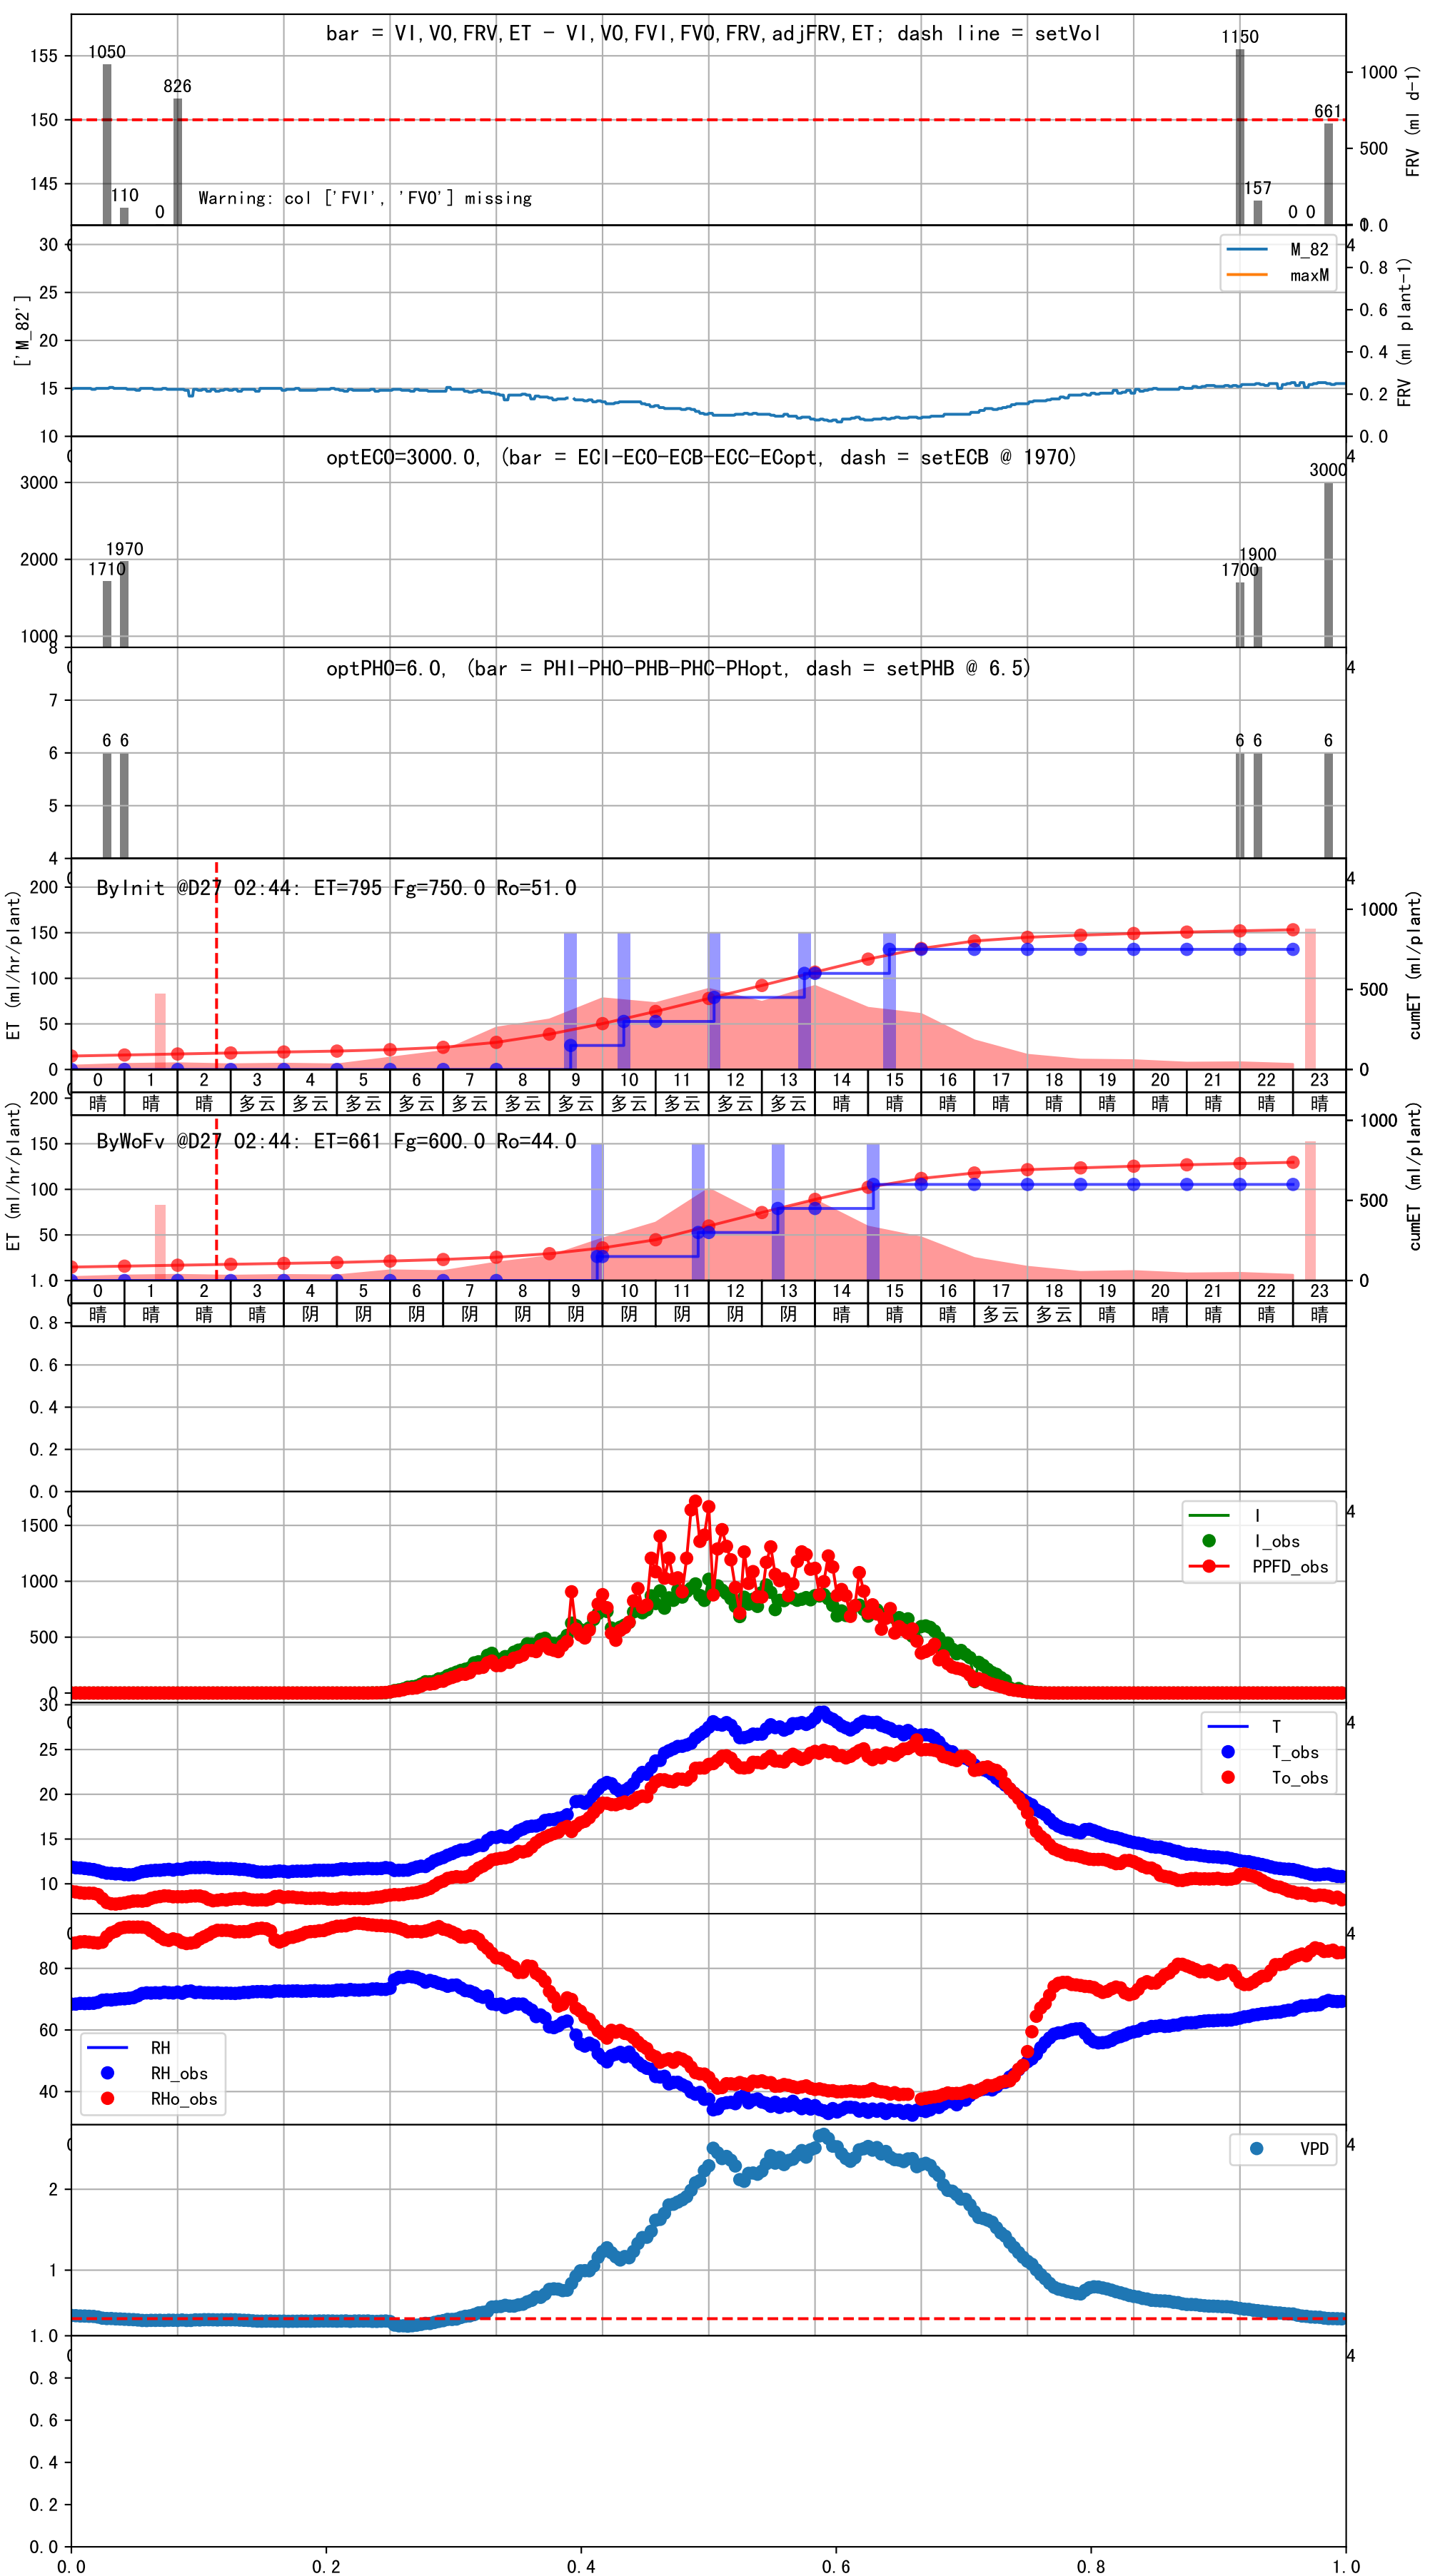 bar = VI,VO,FRV,ET - VI,VO,FVI,FVO,FRV,adjFRV,ET; dash line = setVol
1050
110
0
826
1150
157
0 0
661
Warning: col ['FVI', 'FVO'] missing
155
150
145
1000
500
0
FRV (ml d-1)
1.0
0.8
0.6
0.4
0.2
0.0
FRV (ml plant-1)
30
25
20
15
10
['M_82']
M_82
maxM
optECO=3000.0, (bar = ECI-ECO-ECB-ECC-ECopt, dash = setECB @ 1970)
3000
2000
1000
1710
1970
1700
1900
3000
optPHO=6.0, (bar = PHI-PHO-PHB-PHC-PHopt, dash = setPHB @ 6.5)
8
7
6
5
4
6 6
6 6
6
ByInit @D27 02:44: ET=795 Fg=750.0 Ro=51.0
200
150
100
50
0
ET (ml/hr/plant)
1000
500
0
cumET (ml/plant)
0 1 2 3 4 5 6 7 8 9 10 11 12 13 14 15 16 17 18 19 20 21 22 23
晴 晴 晴 多云 多云 多云 多云 多云 多云 多云 多云 多云 多云 多云 晴 晴 晴 晴 晴 晴 晴 晴 晴 晴
ByWoFv @D27 02:44: ET=661 Fg=600.0 Ro=44.0
200
150
100
50
ET (ml/hr/plant)
1000
500
0
cumET (ml/plant)
0 1 2 3 4 5 6 7 8 9 10 11 12 13 14 15 16 17 18 19 20 21 22 23
晴 晴 晴 晴 阴 阴 阴 阴 阴 阴 阴 阴 阴 阴 晴 晴 晴 多云 多云 晴 晴 晴 晴 晴
1.0
0.8
0.6
0.4
0.2
0.0
1500
1000
500
0
I
I_obs
PPFD_obs
30
25
20
15
10
T
T_obs
To_obs
80
60
40
RH
RH_obs
RHo_obs
2
1
VPD
1.0
0.8
0.6
0.4
0.2
0.0
0.0 0.2 0.4 0.6 0.8 1.0